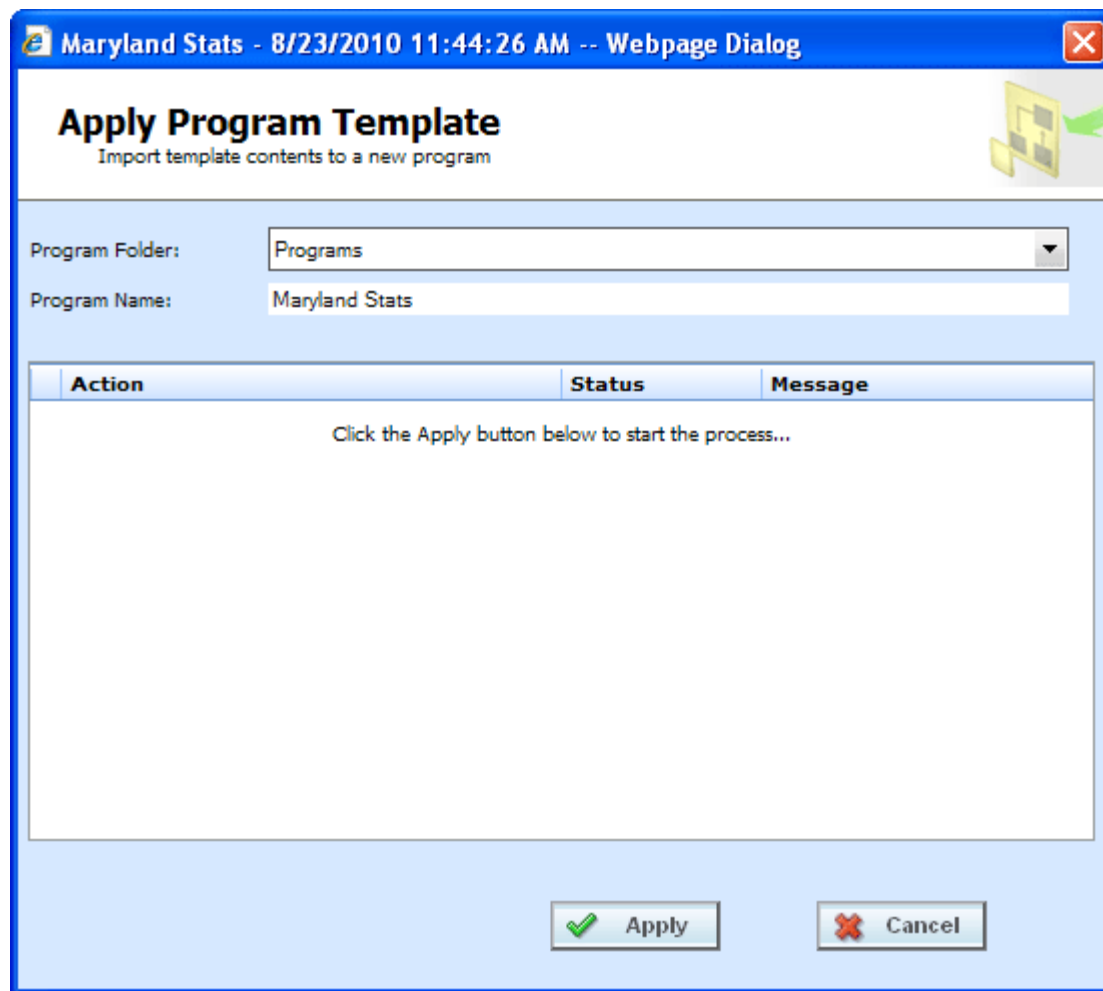 Maryland Stats - 8/23/2010 11:44:26 AM -- Webpage Dialog
Apply Program Template
Import template contents to a new program
Program Folder: Programs
Program Name: Maryland Stats
Action Status Message
Click the Apply button below to start the process...
Apply Cancel